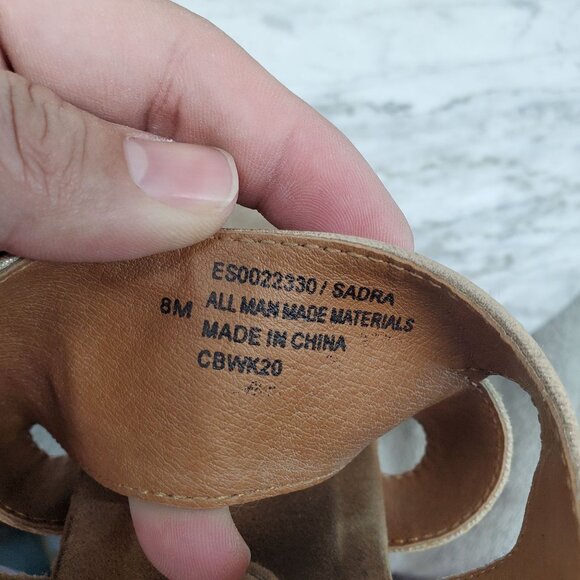 ES0022330 / SADRA
8M ALL MAN MADE MATERIALS
MADE IN CHINA
CBWK20